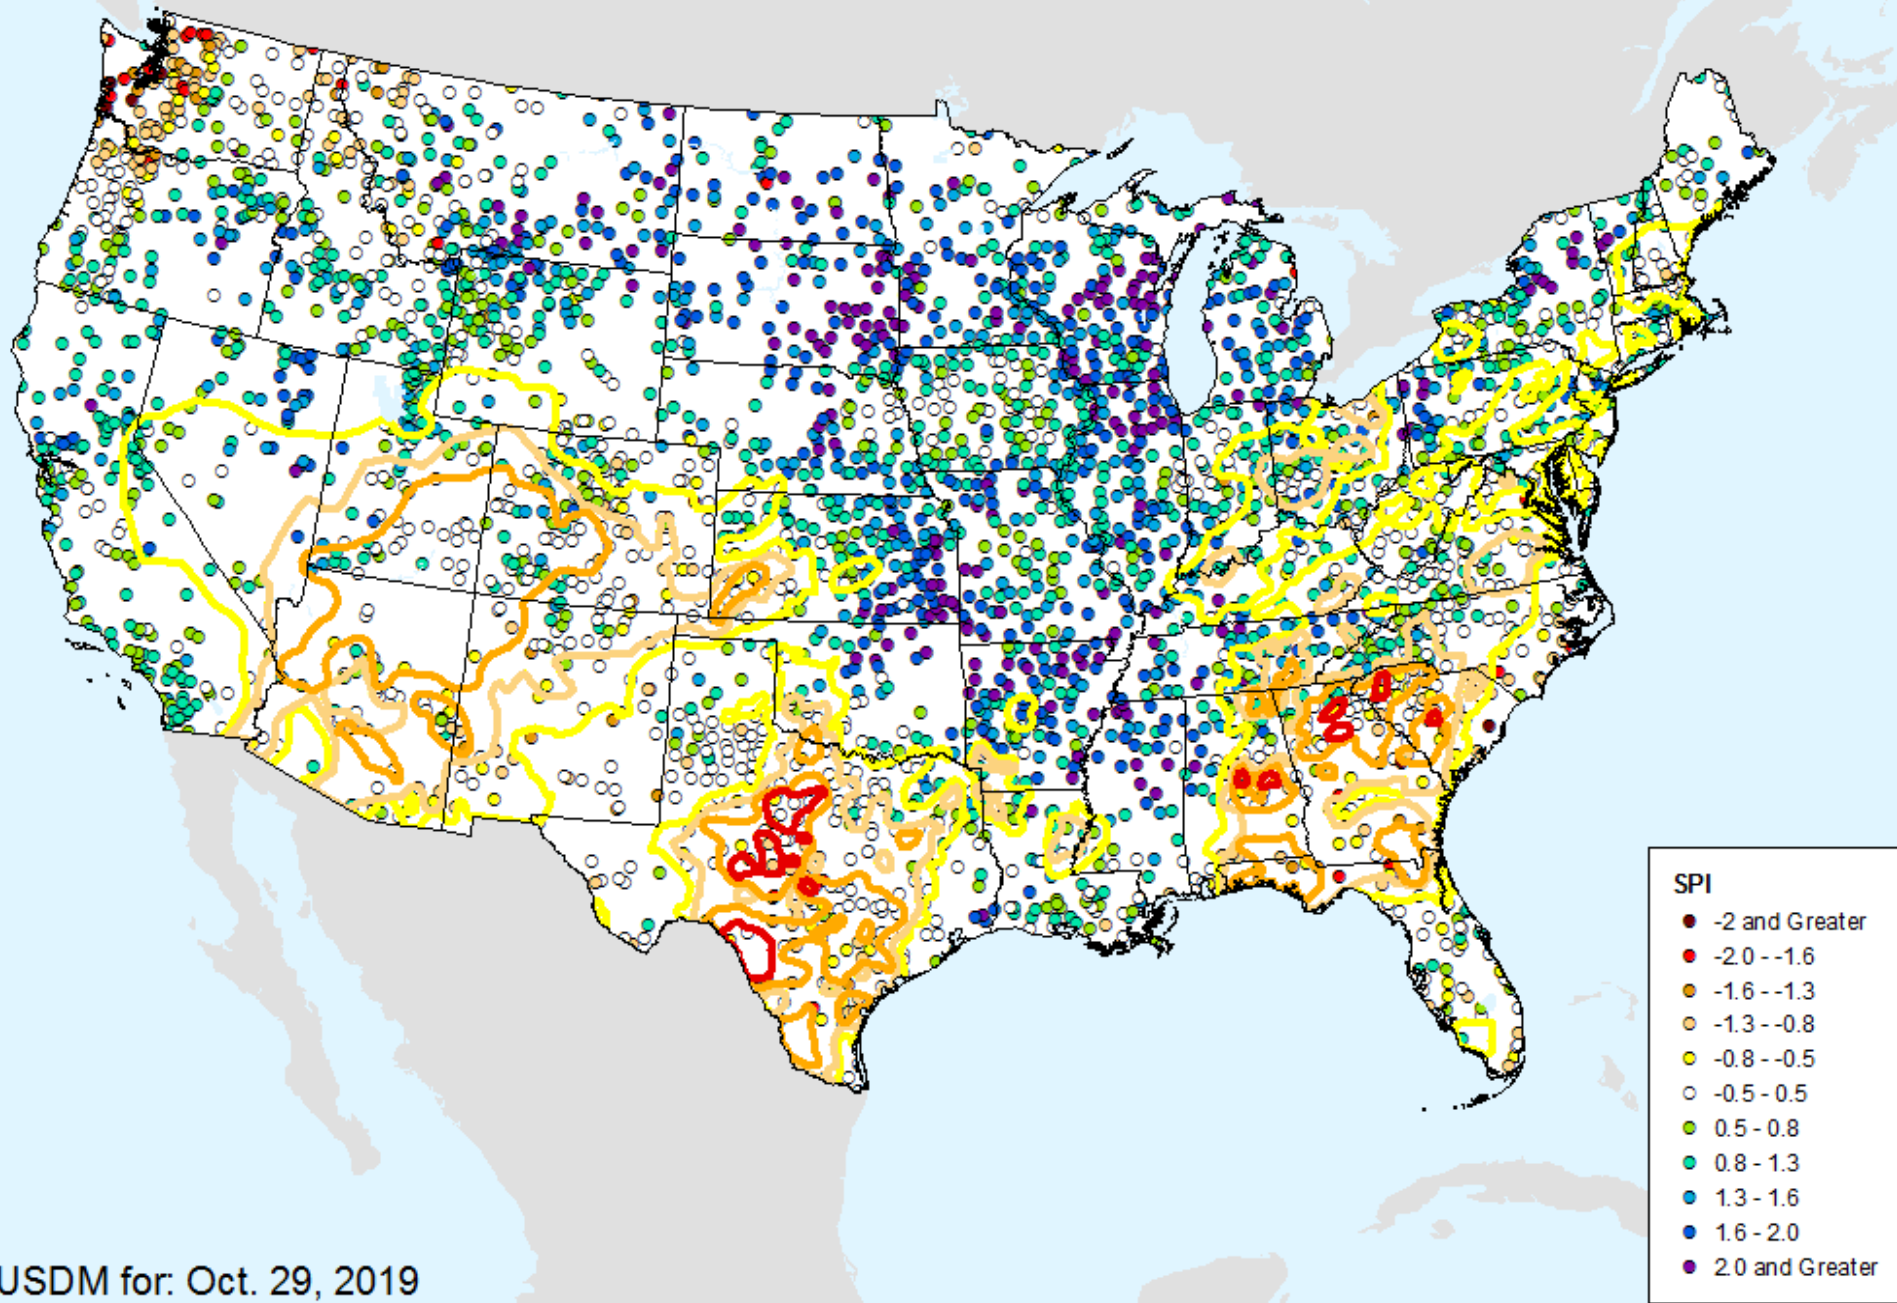 SPI
-2 and Greater
-2.0 - -1.6
-1.6 - -1.3
-1.3 - -0.8
-0.8 - -0.5
-0.5 - 0.5
0.5 - 0.8
0.8 - 1.3
1.3 - 1.6
1.6 - 2.0
2.0 and Greater
USDM for: Oct. 29, 2019